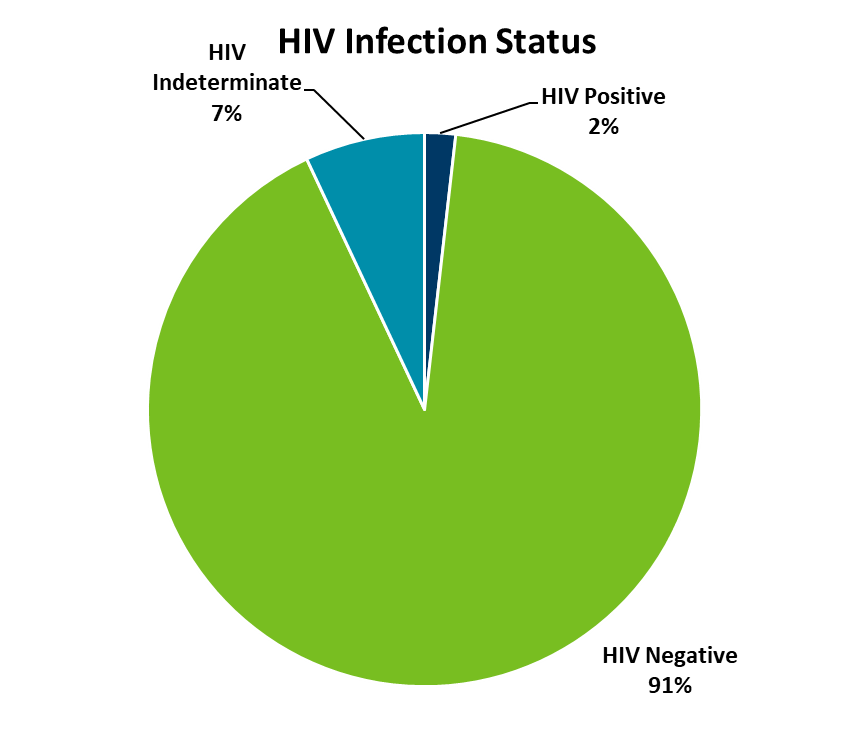 HIV Infection Status
HIV
Indeterminate
7%
HIV Positive
2%
HIV Negative
91%